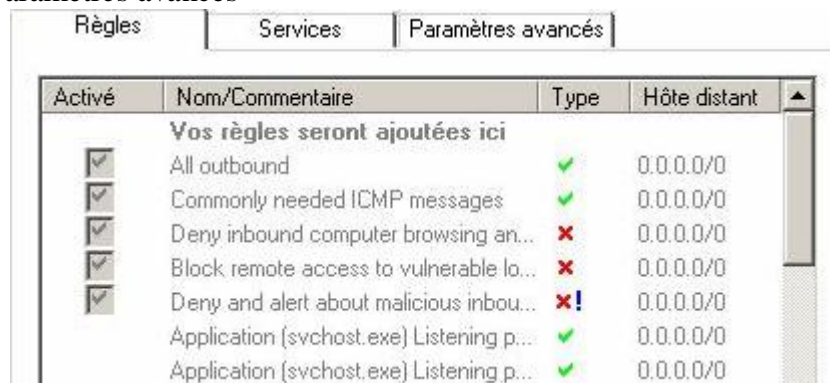 Règles Services Paramètres avancés
Activé Nom/Commentaire Type Hôte distant
Vos règles seront ajoutées ici
All outbound 0.0.0.0/0
Commonly needed ICMP messages 0.0.0.0/0
Deny inbound computer browsing an... 0.0.0.0/0
Block remote access to vulnerable lo... 0.0.0.0/0
Deny and alert about malicious inbou... 0.0.0.0/0
Application (svchost.exe) Listening p... 0.0.0.0/0
Application (svchost.exe) Listening p... 0.0.0.0/0